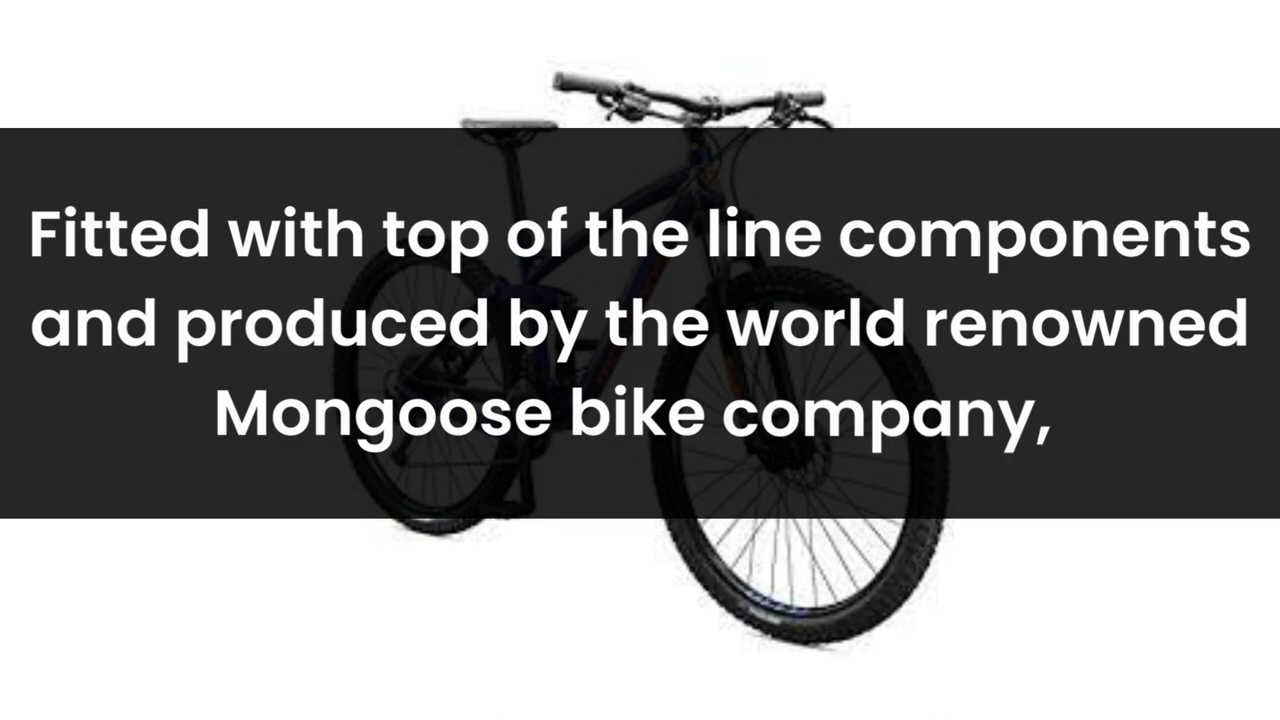 Fitted with top of the line components
and produced by the world renowned
Mongoose bike company,